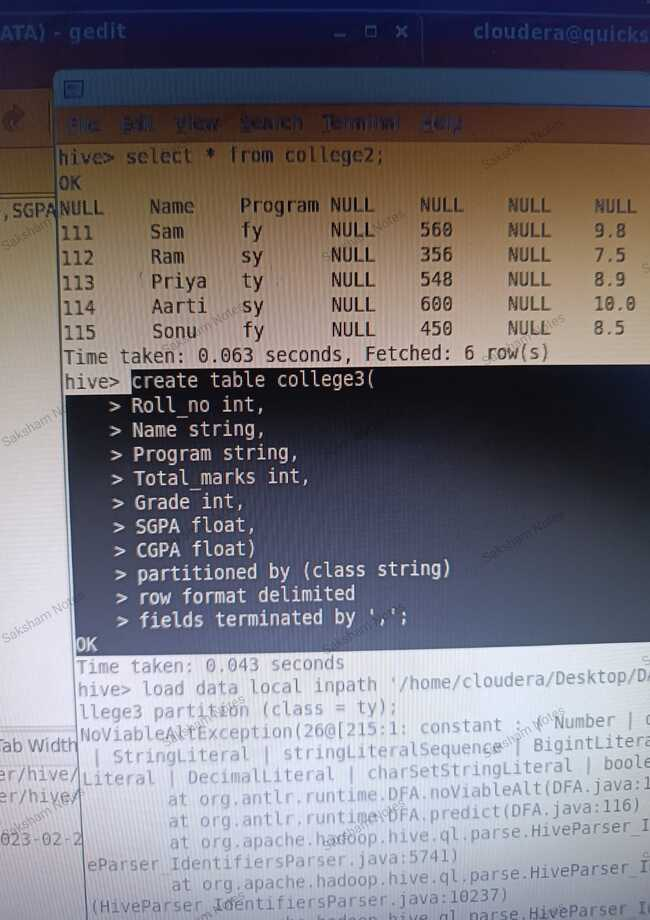 ATA) - gedit
cloudera@quicks
File Edit View Search Terminal Help
hive> select * from college2;
OK
,SGPA
NULL Name Program NULL NULL NULL NULL
111 Sam fy NULL 560 NULL 9.8
112 Ram sy NULL 356 NULL 7.5
113 Priya ty NULL 548 NULL 8.9
114 Aarti sy NULL 600 NULL 10.0
115 Sonu fy NULL 450 NULL 8.5
Time taken: 0.063 seconds, Fetched: 6 row(s)
hive> create table college3(
> Roll_no int,
> Name string,
> Program string,
> Total_marks int,
> Grade int,
> SGPA float,
> CGPA float)
> partitioned by (class string)
> row format delimited
> fields terminated by ',';
OK
Time taken: 0.043 seconds
hive> load data local inpath '/home/cloudera/Desktop/DA
llege3 partition (class = ty);
NoViableAltException(26@[215:1: constant : ( Number | d
| StringLiteral | stringLiteralSequence | BigintLitera
Literal | DecimalLiteral | charSetStringLiteral | boole
at org.antlr.runtime.DFA.noViableAlt(DFA.java:1
at org.antlr.runtime.DFA.predict(DFA.java:116)
at org.apache.hadoop.hive.ql.parse.HiveParser_I
eParser_IdentifiersParser.java:5741)
at org.apache.hadoop.hive.ql.parse.HiveParser_I
(HiveParser_IdentifiersParser.java:10237)
Tab Width
er/hive/
er/hive/
023-02-2
Saksham Notes